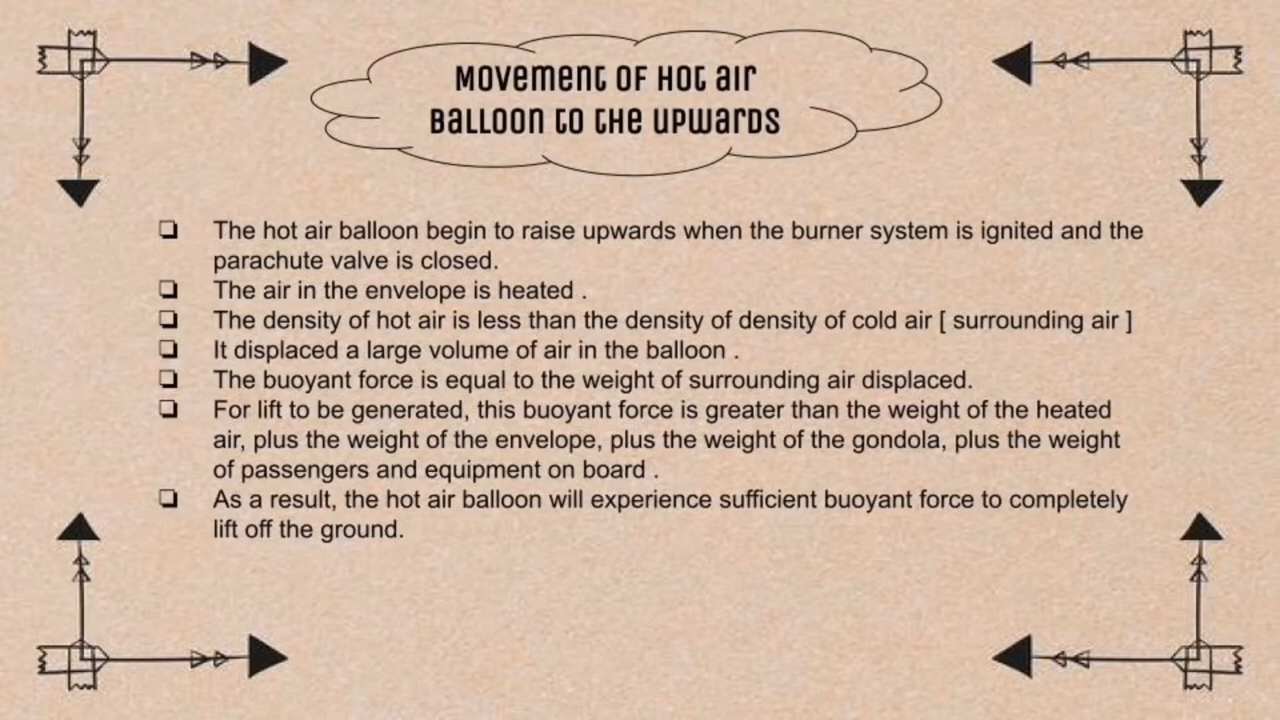 Movement of hot air
balloon to the upwards
❏ The hot air balloon begin to raise upwards when the burner system is ignited and the
parachute valve is closed.
❏ The air in the envelope is heated .
❏ The density of hot air is less than the density of density of cold air [ surrounding air ]
❏ It displaced a large volume of air in the balloon .
❏ The buoyant force is equal to the weight of surrounding air displaced.
❏ For lift to be generated, this buoyant force is greater than the weight of the heated
air, plus the weight of the envelope, plus the weight of the gondola, plus the weight
of passengers and equipment on board .
❏ As a result, the hot air balloon will experience sufficient buoyant force to completely
lift off the ground.